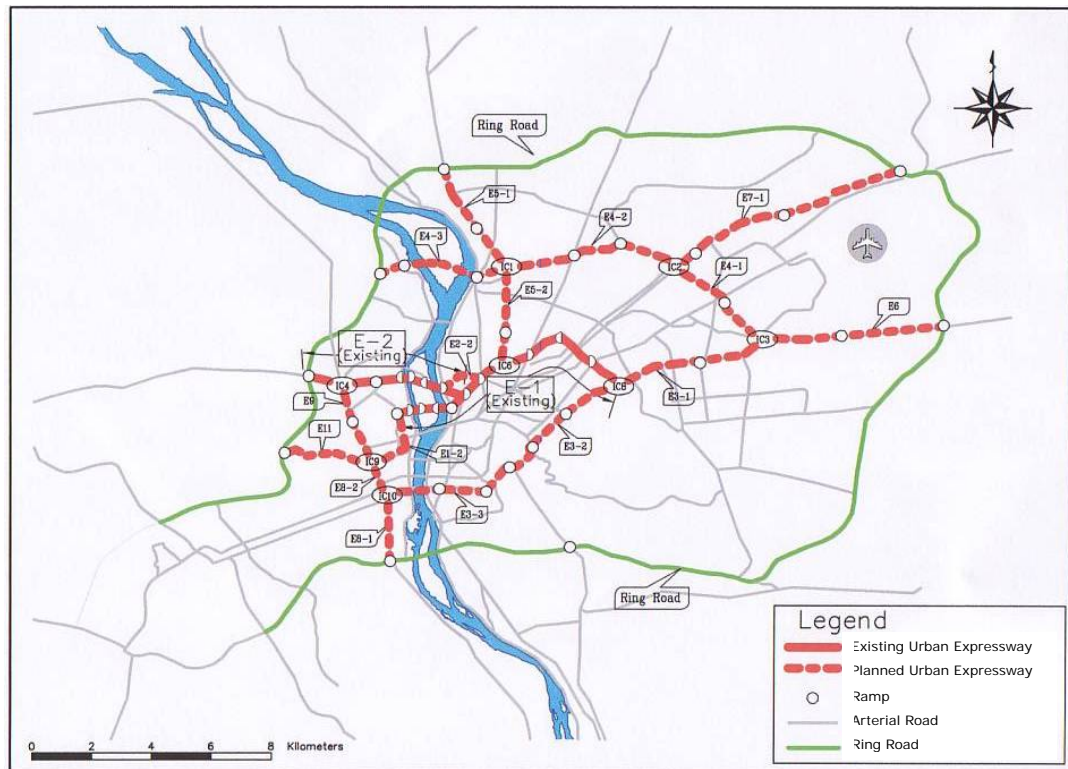 Ring Road
E5-1
E7-1
E4-2
E4-3
IC1
IC2
E4-1
E5-2
E6
IC3
E-2
(Existing)
E2-2
IC6
E-1
(Existing)
IC4
IC6
E9
E3-1
E11
E3-2
E1-2
IC9
E8-2
IC10
E3-3
E8-1
Ring Road
Legend
Existing Urban Expressway
Planned Urban Expressway
Ramp
Arterial Road
Ring Road
0 2 4 6 8 Kilometers